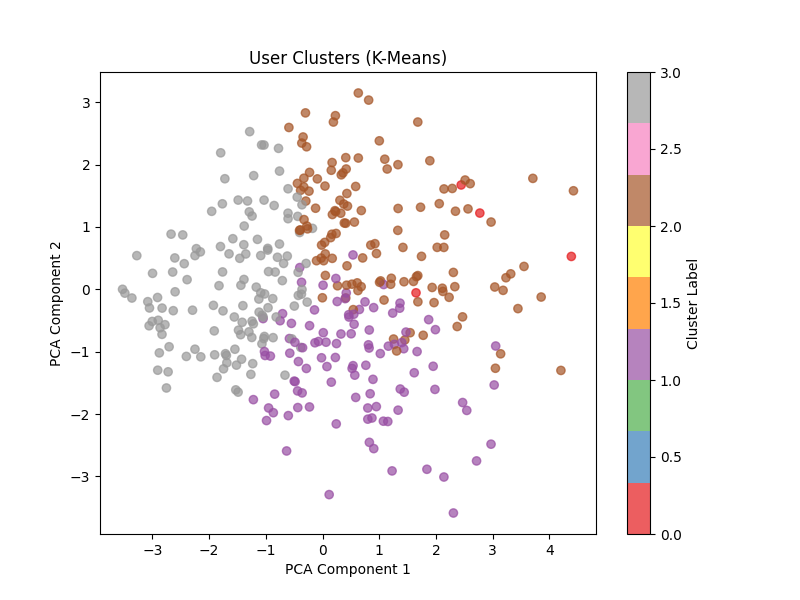 User Clusters (K-Means)
3
2
1
0
−1
−2
−3
PCA Component 2
−3 −2 −1 0 1 2 3 4
PCA Component 1
3.0
2.5
2.0
1.5
1.0
0.5
0.0
Cluster Label